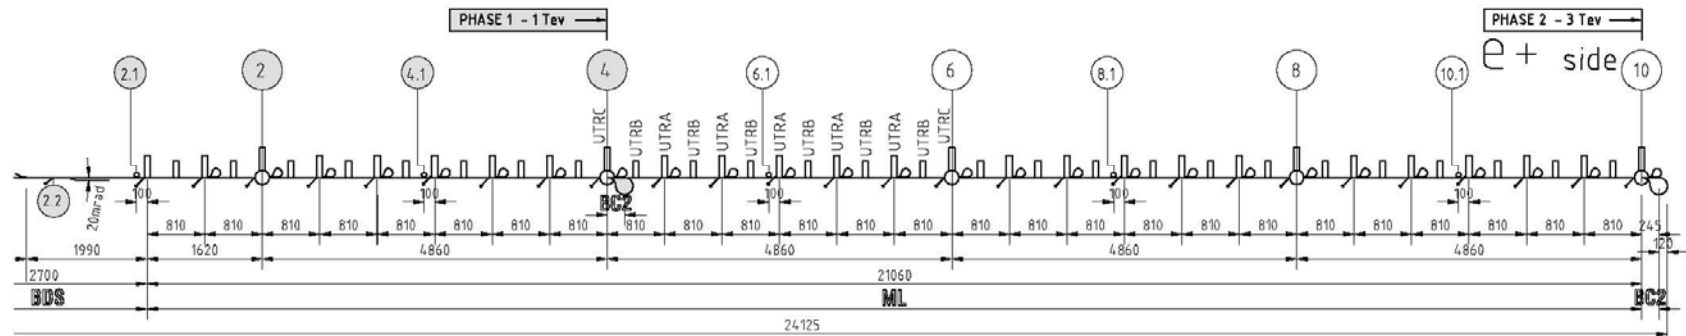 PHASE 1 - 1 Tev
PHASE 2 - 3 Tev
e+ side
2.1 2 4.1 4 6.1 6 8.1 8 10.1 10
UTRC UTRB UTRA UTRB UTRA UTRB UTRA UTRB UTRA UTRB UTRA UTRB UTRC
2.2 20mrad 100 100 100 100 100
BC2
810 810 810 810 810 810 810 810 810 810 810 810 810 810 810 810 810 810 810 810 810 810 810 810 810 810 245
1990 1620 4860 4860 4860 4860 120
2700 21060
BDS ML BC2
24125